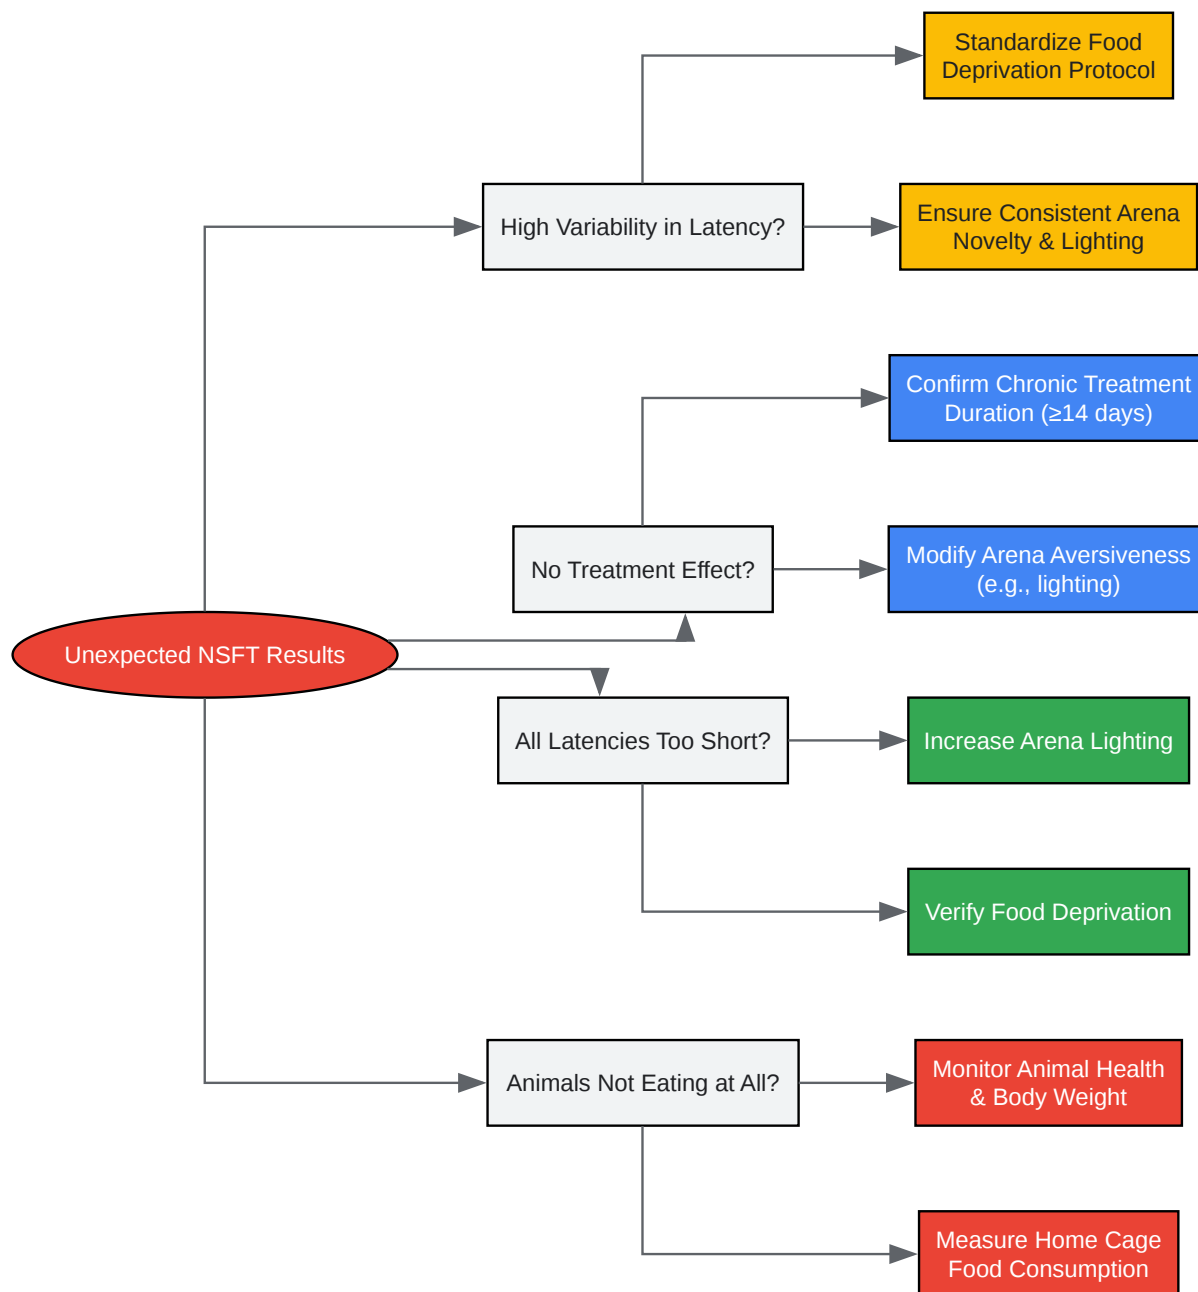 Standardize Food
Deprivation Protocol
High Variability in Latency?
Ensure Consistent Arena
Novelty & Lighting
Confirm Chronic Treatment
Duration (≥14 days)
No Treatment Effect?
Modify Arena Aversiveness
(e.g., lighting)
Unexpected NSFT Results
All Latencies Too Short?
Increase Arena Lighting
Verify Food Deprivation
Animals Not Eating at All?
Monitor Animal Health
& Body Weight
Measure Home Cage
Food Consumption